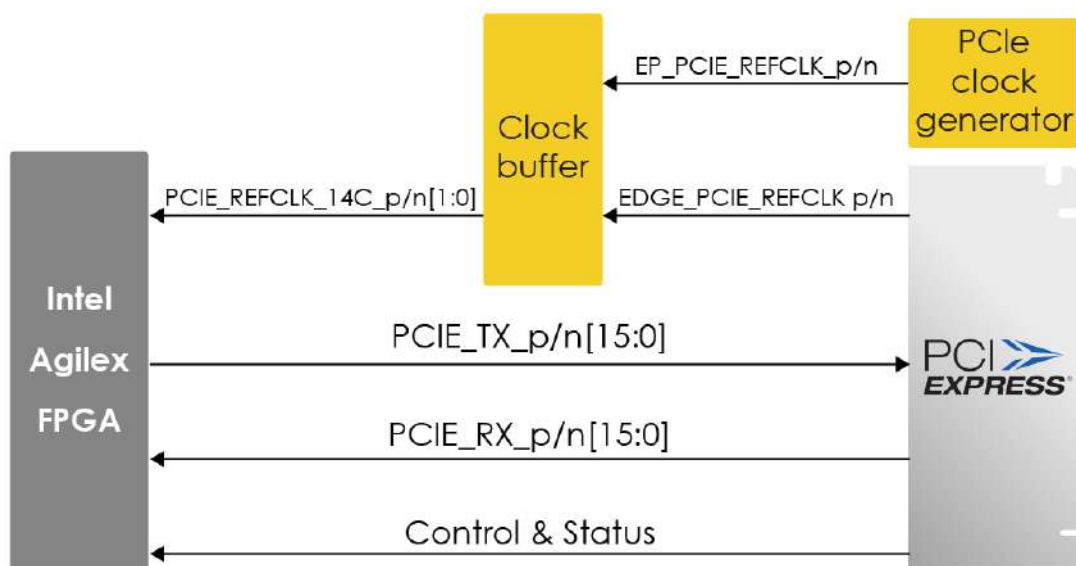 PCIe
clock
generator
EP_PCIE_REFCLK_p/n
Clock
buffer
PCIE_REFCLK_14C_p/n[1:0]
EDGE_PCIE_REFCLK p/n
Intel
Agilex
FPGA
PCIE_TX_p/n[15:0]
PCI
EXPRESS®
PCIE_RX_p/n[15:0]
Control & Status